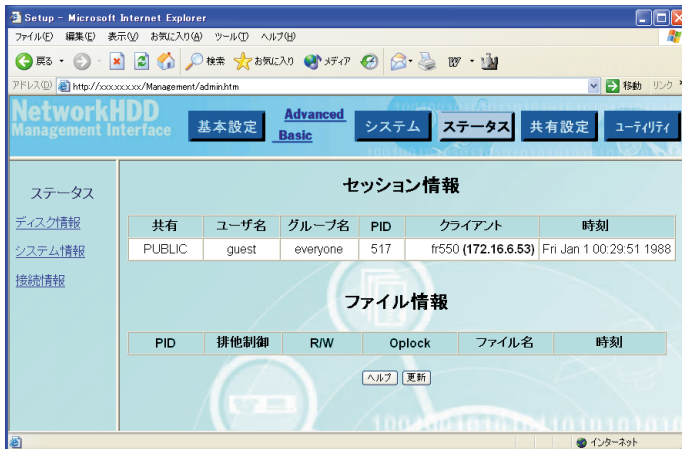 Setup - Microsoft Internet Explorer
ファイル(F) 編集(E) 表示(V) お気に入り(A) ツール(T) ヘルプ(H)
戻る 検索 お気に入り メディア
アドレス(D) http://xxx.xxx.xx/Management/admin.htm 移動 リンク
NetworkHDD
Management Interface
基本設定 Advanced Basic システム ステータス 共有設定 ユーティリティ
ステータス
ディスク情報
システム情報
接続情報
セッション情報
共有 ユーザ名 グループ名 PID クライアント 時刻
PUBLIC guest everyone 517 fr550 (172.16.6.53) Fri Jan 1 00:29:51 1988
ファイル情報
PID 排他制御 R/W Oplock ファイル名 時刻
ヘルプ 更新
インターネット